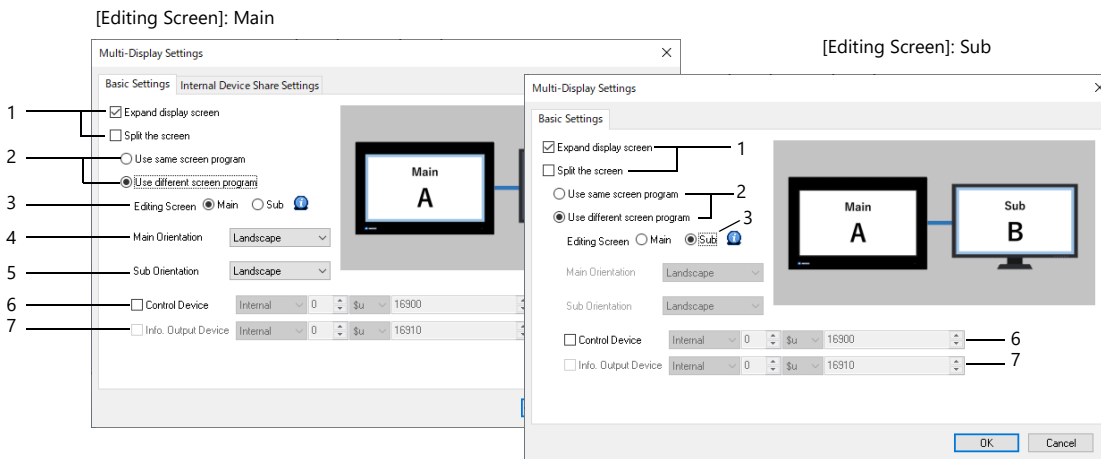 [Editing Screen]: Main
Multi-Display Settings
Basic Settings Internal Device Share Settings
1 Expand display screen
Split the screen
2 Use same screen program
Use different screen program
3 Editing Screen Main Sub
4 Main Orientation Landscape
5 Sub Orientation Landscape
6 Control Device Internal 0 $u 16900
7 Info. Output Device Internal 0 $u 16910
Main
A
[Editing Screen]: Sub
Multi-Display Settings
Basic Settings
Expand display screen 1
Split the screen
Use same screen program 2
Use different screen program
3
Editing Screen Main Sub
Main Orientation Landscape
Sub Orientation Landscape
Control Device Internal 0 $u 16900 6
Info. Output Device Internal 0 $u 16910 7
Main
A
Sub
B
OK Cancel